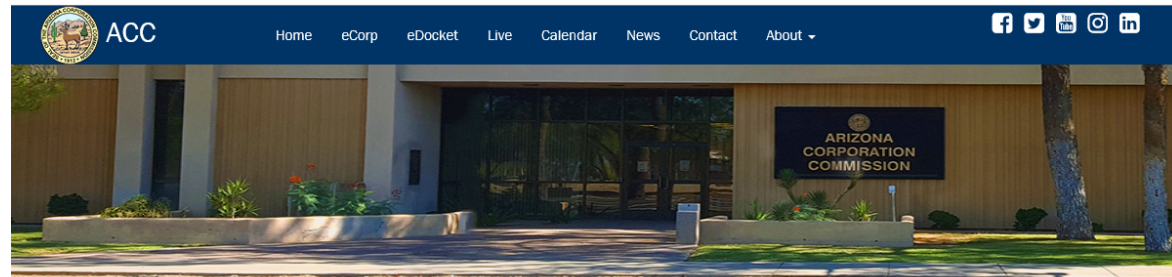 ACC
Home eCorp eDocket Live Calendar News Contact About
ARIZONA
CORPORATION
COMMISSION